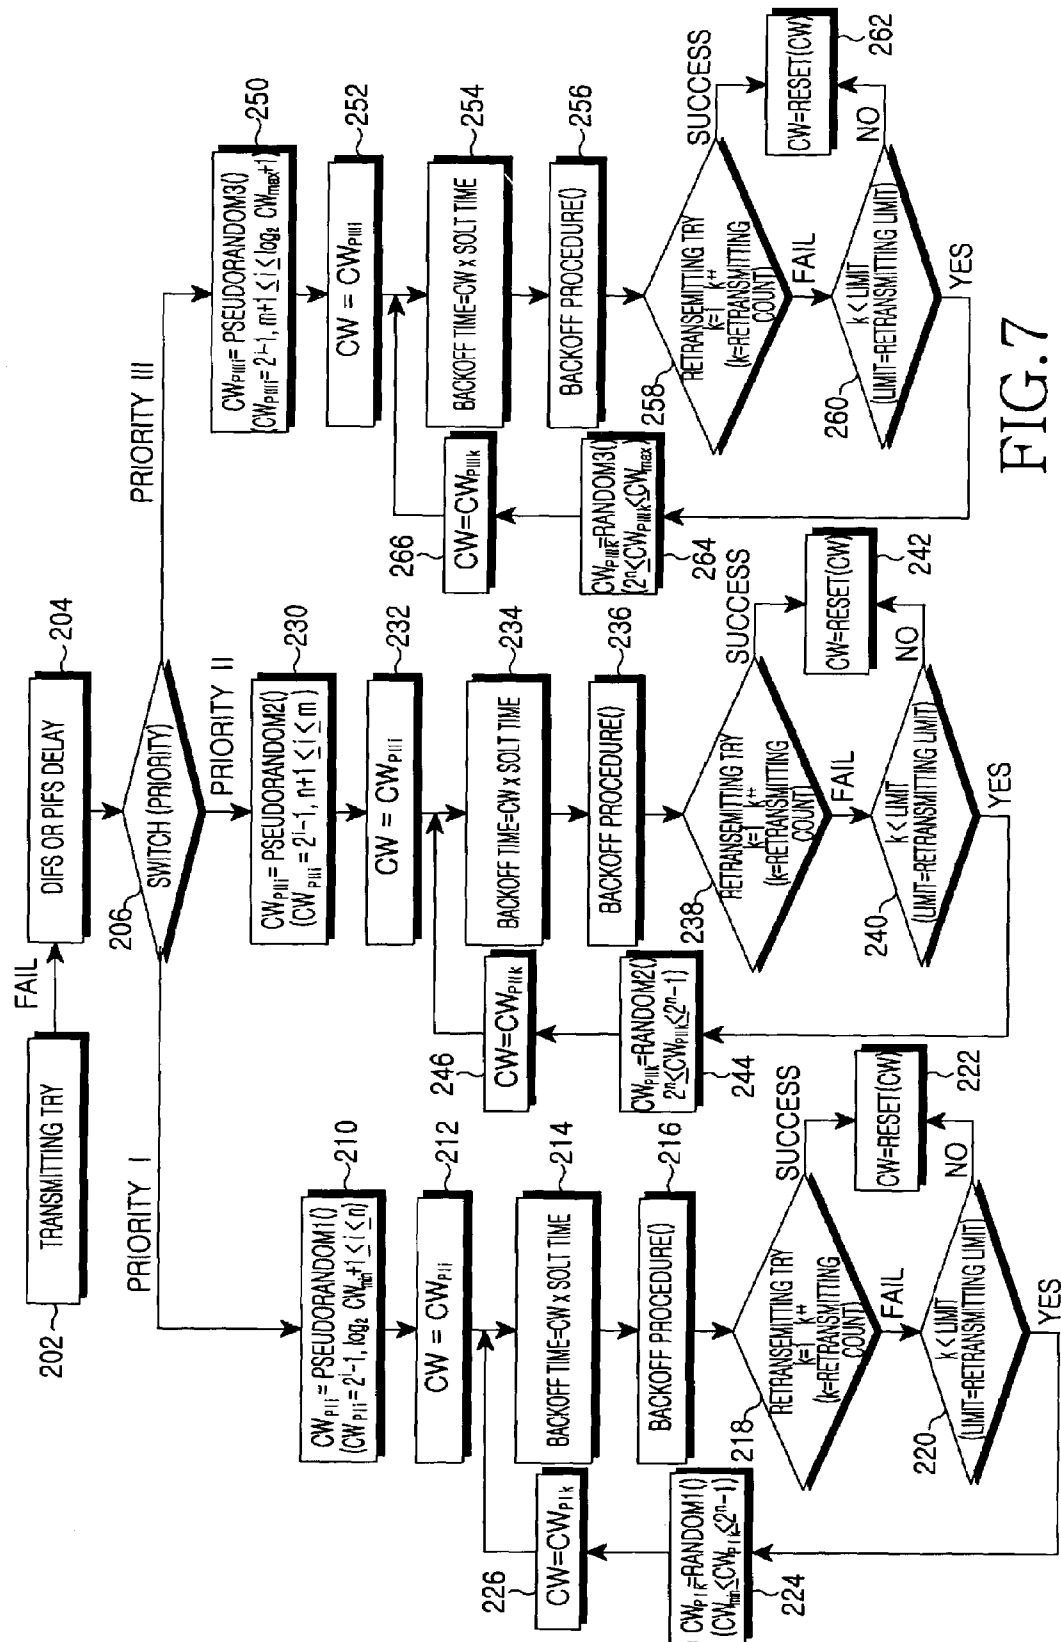 TRANSMITTING TRY
202
FAIL
DIFS OR PIFS DELAY
204
SWITCH (PRIORITY)
206
PRIORITY I
PRIORITY II
PRIORITY III
CW_PIi = PSEUDORANDOM1()
(CW_PIi = 2^i-1, log2 CW_min+1 ≤ i ≤ n)
210
CW = CW_PIi
212
BACKOFF TIME=CW x SOLT TIME
214
BACKOFF PROCEDURE()
216
RETRANSEMITTING TRY
k=1 k++
(k=RETRANSMITTING
COUNT)
218
SUCCESS
FAIL
k < LIMIT
(LIMIT=RETRANSMITTING LIMIT)
220
NO
YES
CW=RESET(CW)
222
CW_PIk=RANDOM1()
(CW_min≤CW_PIk≤2^n-1)
224
CW=CW_PIk
226
CW_PIIi = PSEUDORANDOM2()
(CW_PIIi = 2^i-1, n+1 ≤ i ≤ m)
230
CW = CW_PIIi
232
BACKOFF TIME=CW x SOLT TIME
234
BACKOFF PROCEDURE()
236
RETRANSEMITTING TRY
k=1 k++
(k=RETRANSMITTING
COUNT)
238
SUCCESS
FAIL
k < LIMIT
(LIMIT=RETRANSMITTING LIMIT)
240
NO
YES
CW=RESET(CW)
242
CW_PIIk=RANDOM2()
2^n≤CW_PIIk≤2^n-1)
244
CW=CW_PIIk
246
CW_PIIIi = PSEUDORANDOM3()
(CW_PIIIi = 2^i-1, m+1 ≤ i ≤ log2 CW_max+1)
250
CW = CW_PIIIi
252
BACKOFF TIME=CW x SOLT TIME
254
BACKOFF PROCEDURE()
256
RETRANSEMITTING TRY
k=1 k++
(k=RETRANSMITTING
COUNT)
258
SUCCESS
FAIL
k < LIMIT
(LIMIT=RETRANSMITTING LIMIT)
260
NO
YES
CW=RESET(CW)
262
CW_PIIIk=RANDOM3()
(2^n≤CW_PIIIk≤CW_max)
264
CW=CW_PIIIk
266
FIG.7